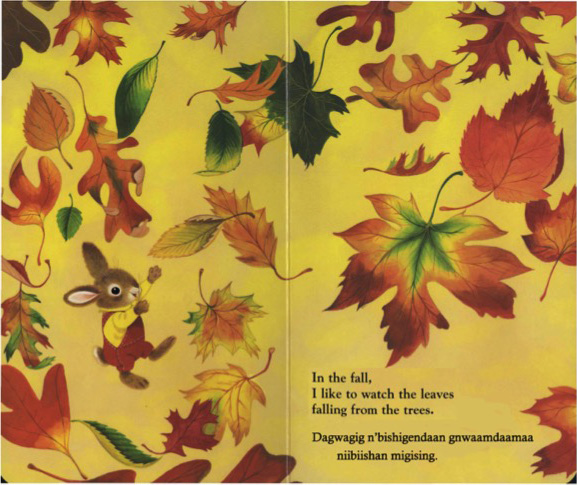 In the fall,
I like to watch the leaves
falling from the trees.
Dagwagig n'bishigendaan gnwaamdaamaa
niibiishan migising.